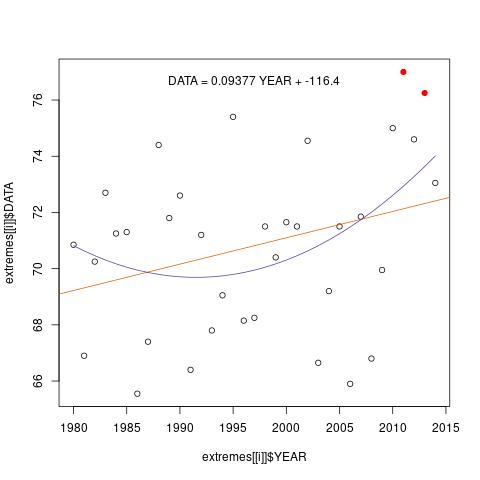 DATA = 0.09377 YEAR + -116.4
76
74
72
70
68
66
extremes[[i]]$DATA
1980 1985 1990 1995 2000 2005 2010 2015
extremes[[i]]$YEAR